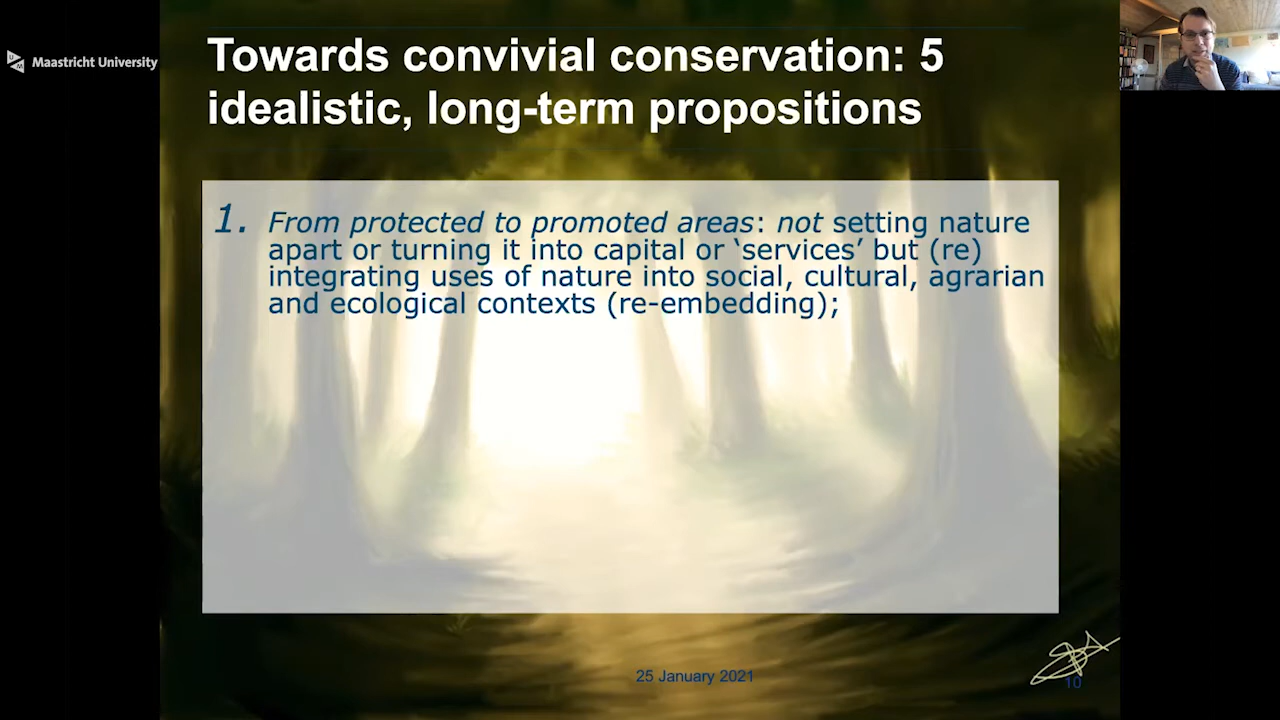 Maastricht University
Towards convivial conservation: 5
idealistic, long-term propositions
1. From protected to promoted areas: not setting nature
apart or turning it into capital or ‘services’ but (re)
integrating uses of nature into social, cultural, agrarian
and ecological contexts (re-embedding);
25 January 2021
10